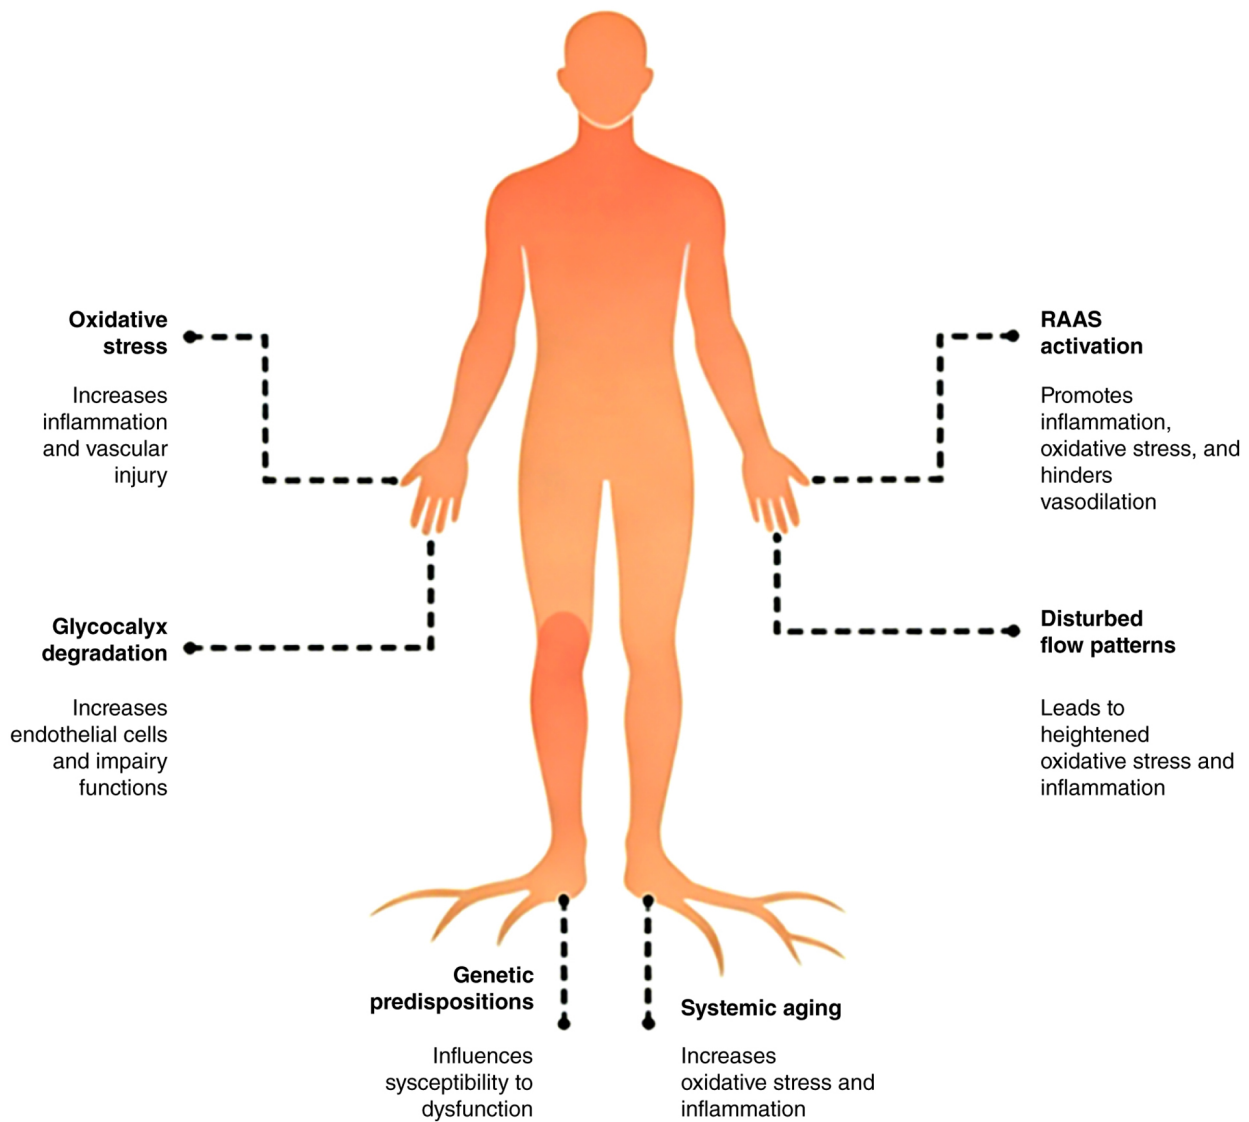 Oxidative
stress
Increases
inflammation
and vascular
injury
RAAS
activation
Promotes
inflammation,
oxidative stress, and
hinders
vasodilation
Glycocalyx
degradation
Increases
endothelial cells
and impairy
functions
Disturbed
flow patterns
Leads to
heightened
oxidative stress and
inflammation
Genetic
predispositions
Influences
sysceptibility to
dysfunction
Systemic aging
Increases
oxidative stress and
inflammation